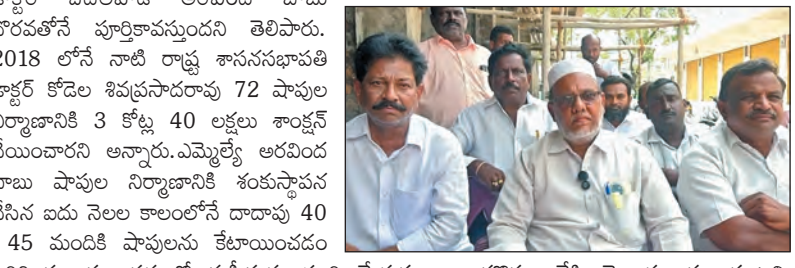 చొరవతోనే పూర్తికావస్తుందని తెలిపారు.
2018 లోనే నాటి రాష్ట్ర శాసనసభాపతి
డాక్టర్ కోడెల శివప్రసాదరావు 72 షాపుల
నిర్మాణానికి 3 కోట్ల 40 లక్షలు శాంక్షన్
చేయించారని అన్నారు.ఎమ్మెల్యే అరవింద
బాబు షాపుల నిర్మాణానికి శంకుస్థాపన
చేసిన ఐదు నెలల కాలంలోనే దాదాపు 40
45 మందికి షాపులను కేటాయించడం